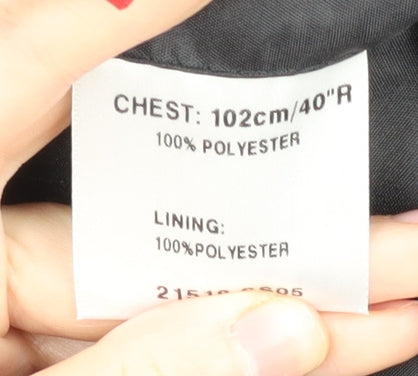 CHEST: 102cm/40"R
100% POLYESTER
LINING:
100%POLYESTER